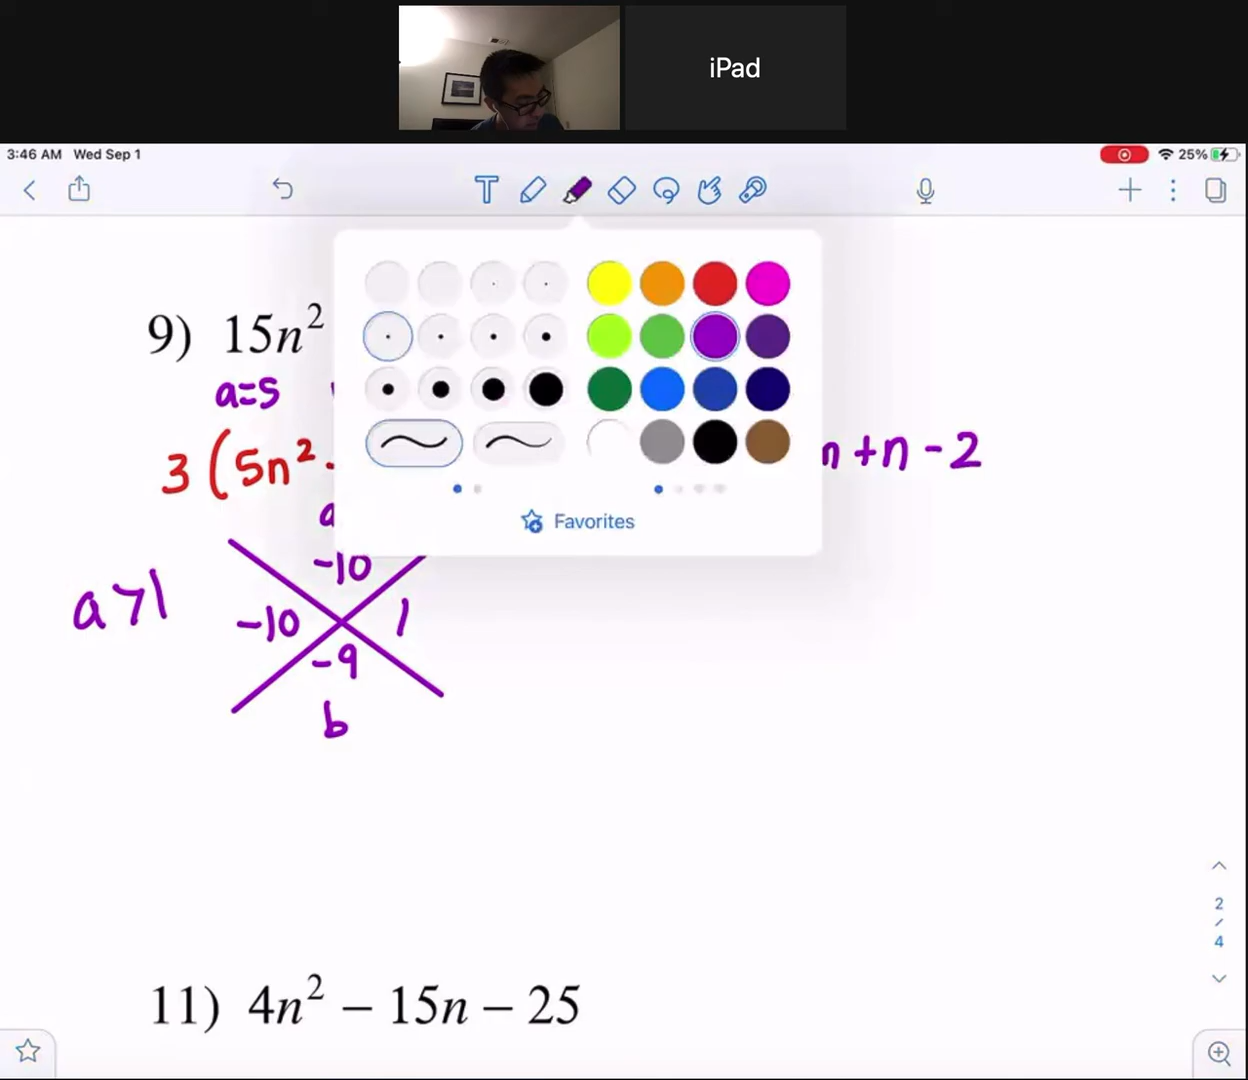 iPad
3:46 AM Wed Sep 1
25%
T
9) 15n²
a=5
3 (5n² -
n + n - 2
a
Favorites
-10
a>1
-10 1
-9
b
2
/
4
11) 4n² − 15n − 25